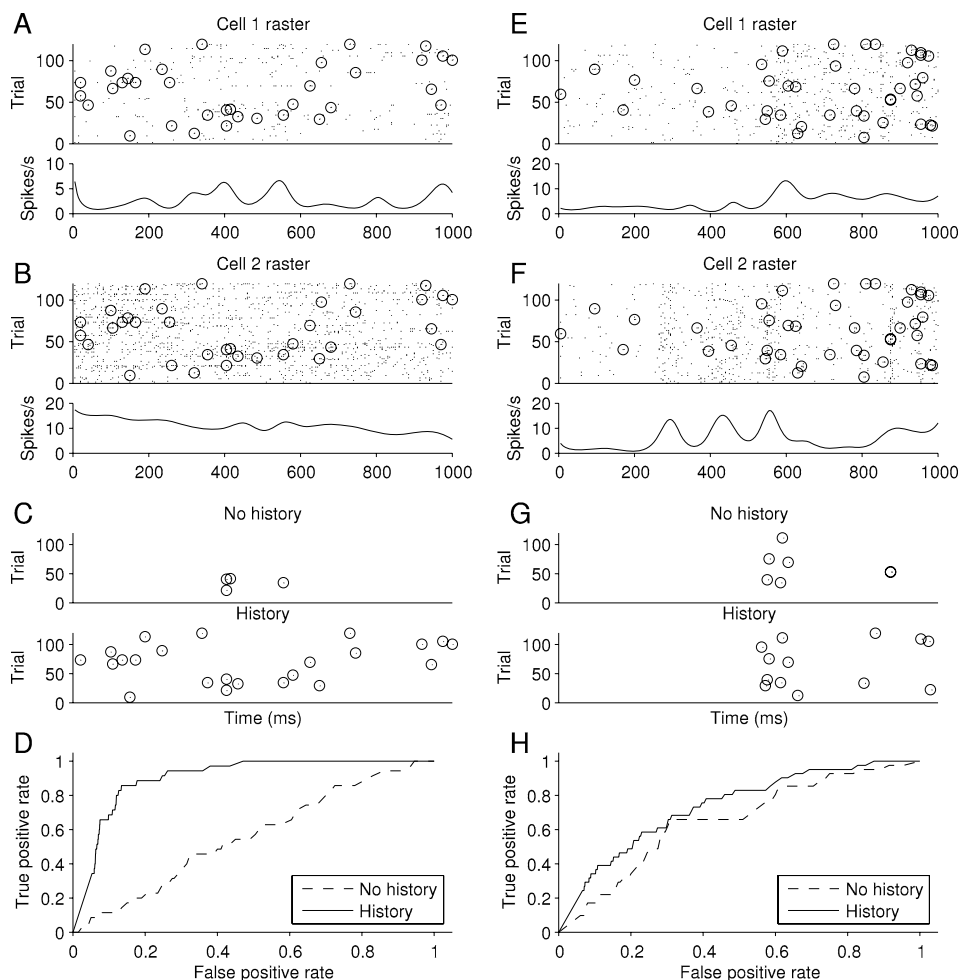 A
Cell 1 raster
Trial
100
50
0
Spikes/s
10
5
0
0 200 400 600 800 1000
B
Cell 2 raster
Trial
100
50
0
Spikes/s
20
10
0
0 200 400 600 800 1000
C
No history
Trial
100
50
0
History
Trial
100
50
0
Time (ms)
D
True positive rate
1
0.8
0.6
0.4
0.2
0
No history
History
0 0.2 0.4 0.6 0.8 1
False positive rate
E
Cell 1 raster
Trial
100
50
0
Spikes/s
20
10
0
0 200 400 600 800 1000
F
Cell 2 raster
Trial
100
50
0
Spikes/s
20
10
0
0 200 400 600 800 1000
G
No history
Trial
100
50
0
History
Trial
100
50
0
Time (ms)
H
True positive rate
1
0.8
0.6
0.4
0.2
0
No history
History
0 0.2 0.4 0.6 0.8 1
False positive rate